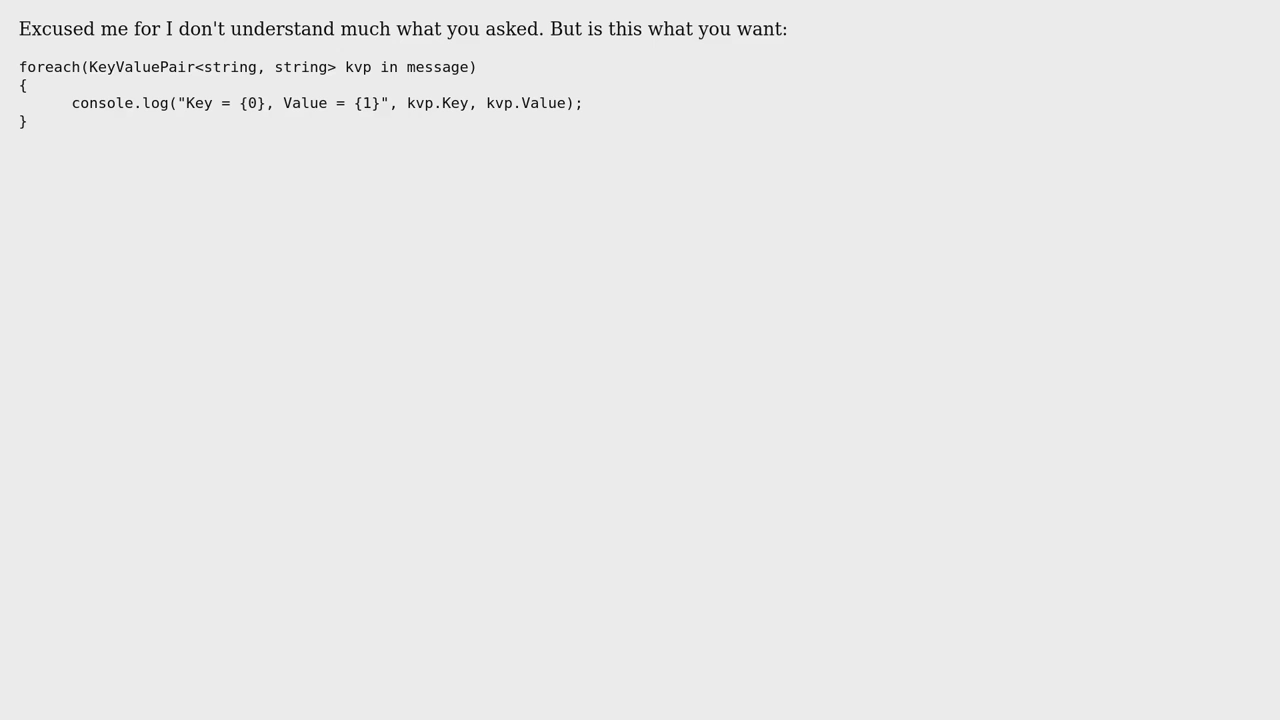 Excused me for I don't understand much what you asked. But is this what you want:
foreach(KeyValuePair<string, string> kvp in message)
{
      console.log("Key = {0}, Value = {1}", kvp.Key, kvp.Value);
}